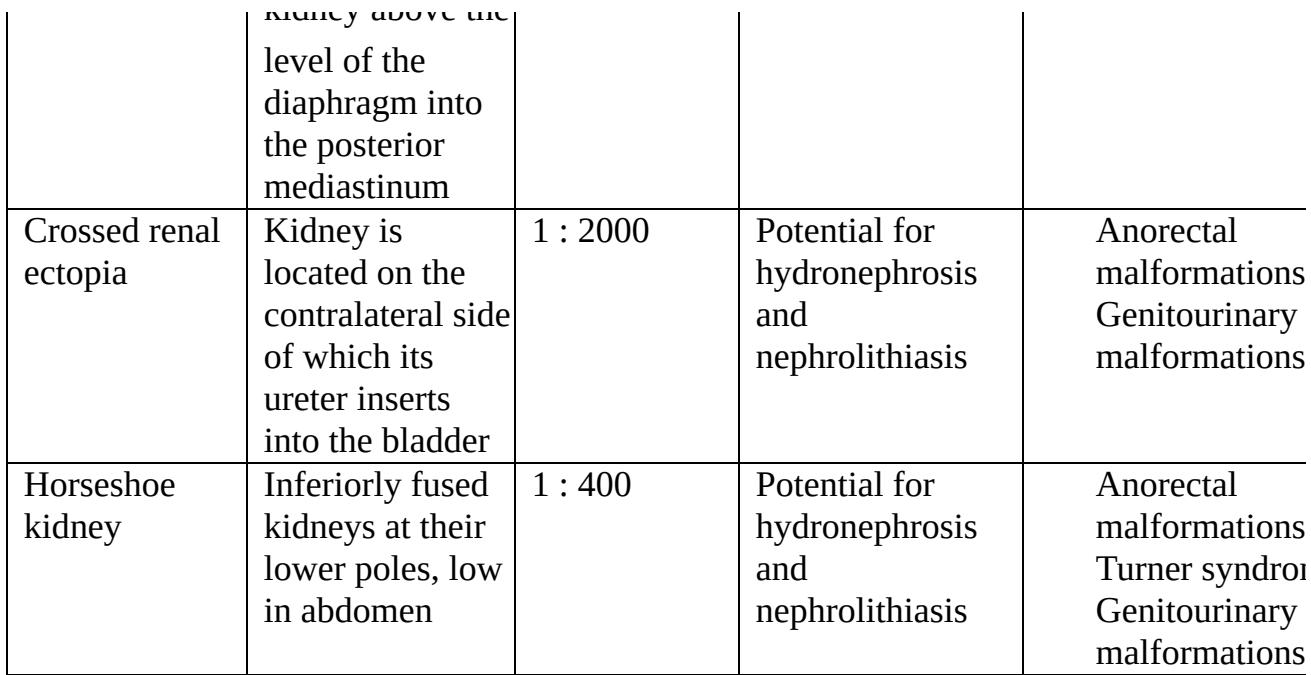 kidney above the
level of the
diaphragm into
the posterior
mediastinum
Crossed renal
ectopia
Kidney is
located on the
contralateral side
of which its
ureter inserts
into the bladder
1 : 2000
Potential for
hydronephrosis
and
nephrolithiasis
Anorectal
malformations
Genitourinary
malformations
Horseshoe
kidney
Inferiorly fused
kidneys at their
lower poles, low
in abdomen
1 : 400
Potential for
hydronephrosis
and
nephrolithiasis
Anorectal
malformations
Turner syndro
Genitourinary
malformations